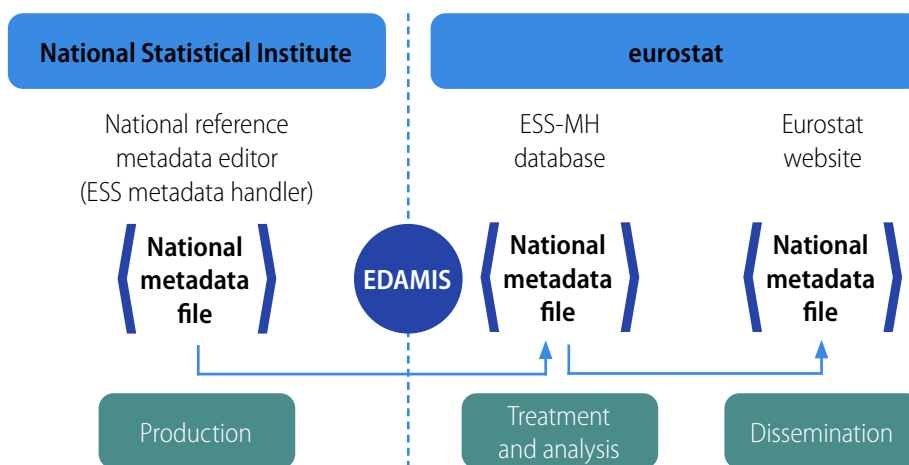 National Statistical Institute
eurostat
National reference
metadata editor
(ESS metadata handler)
ESS-MH
database
Eurostat
website
National
metadata
file
EDAMIS
National
metadata
file
National
metadata
file
Production
Treatment
and analysis
Dissemination